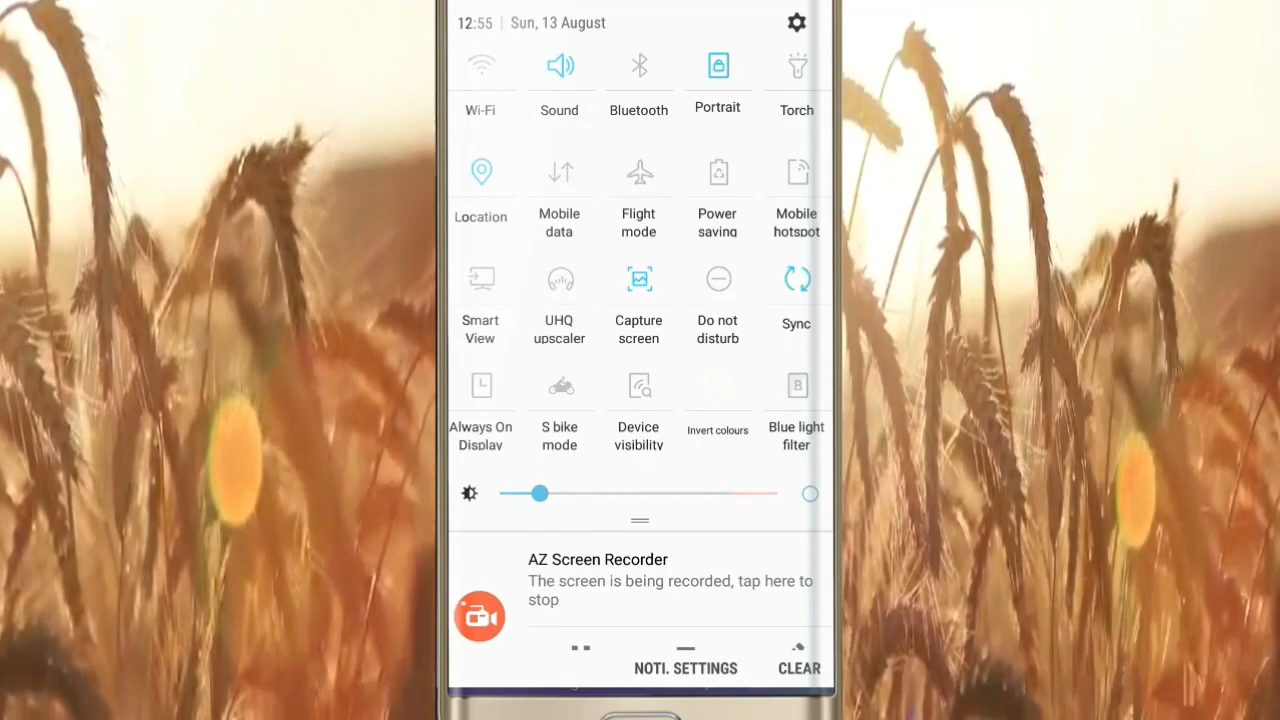 12:55 | Sun, 13 August
Wi-Fi
Sound
Bluetooth
Portrait
Torch
Location
Mobile
data
Flight
mode
Power
saving
Mobile
hotspot
Smart
View
UHQ
upscaler
Capture
screen
Do not
disturb
Sync
Always On
Display
S bike
mode
Device
visibility
Invert colours
B
Blue light
filter
AZ Screen Recorder
The screen is being recorded, tap here to
stop
NOTI. SETTINGS
CLEAR